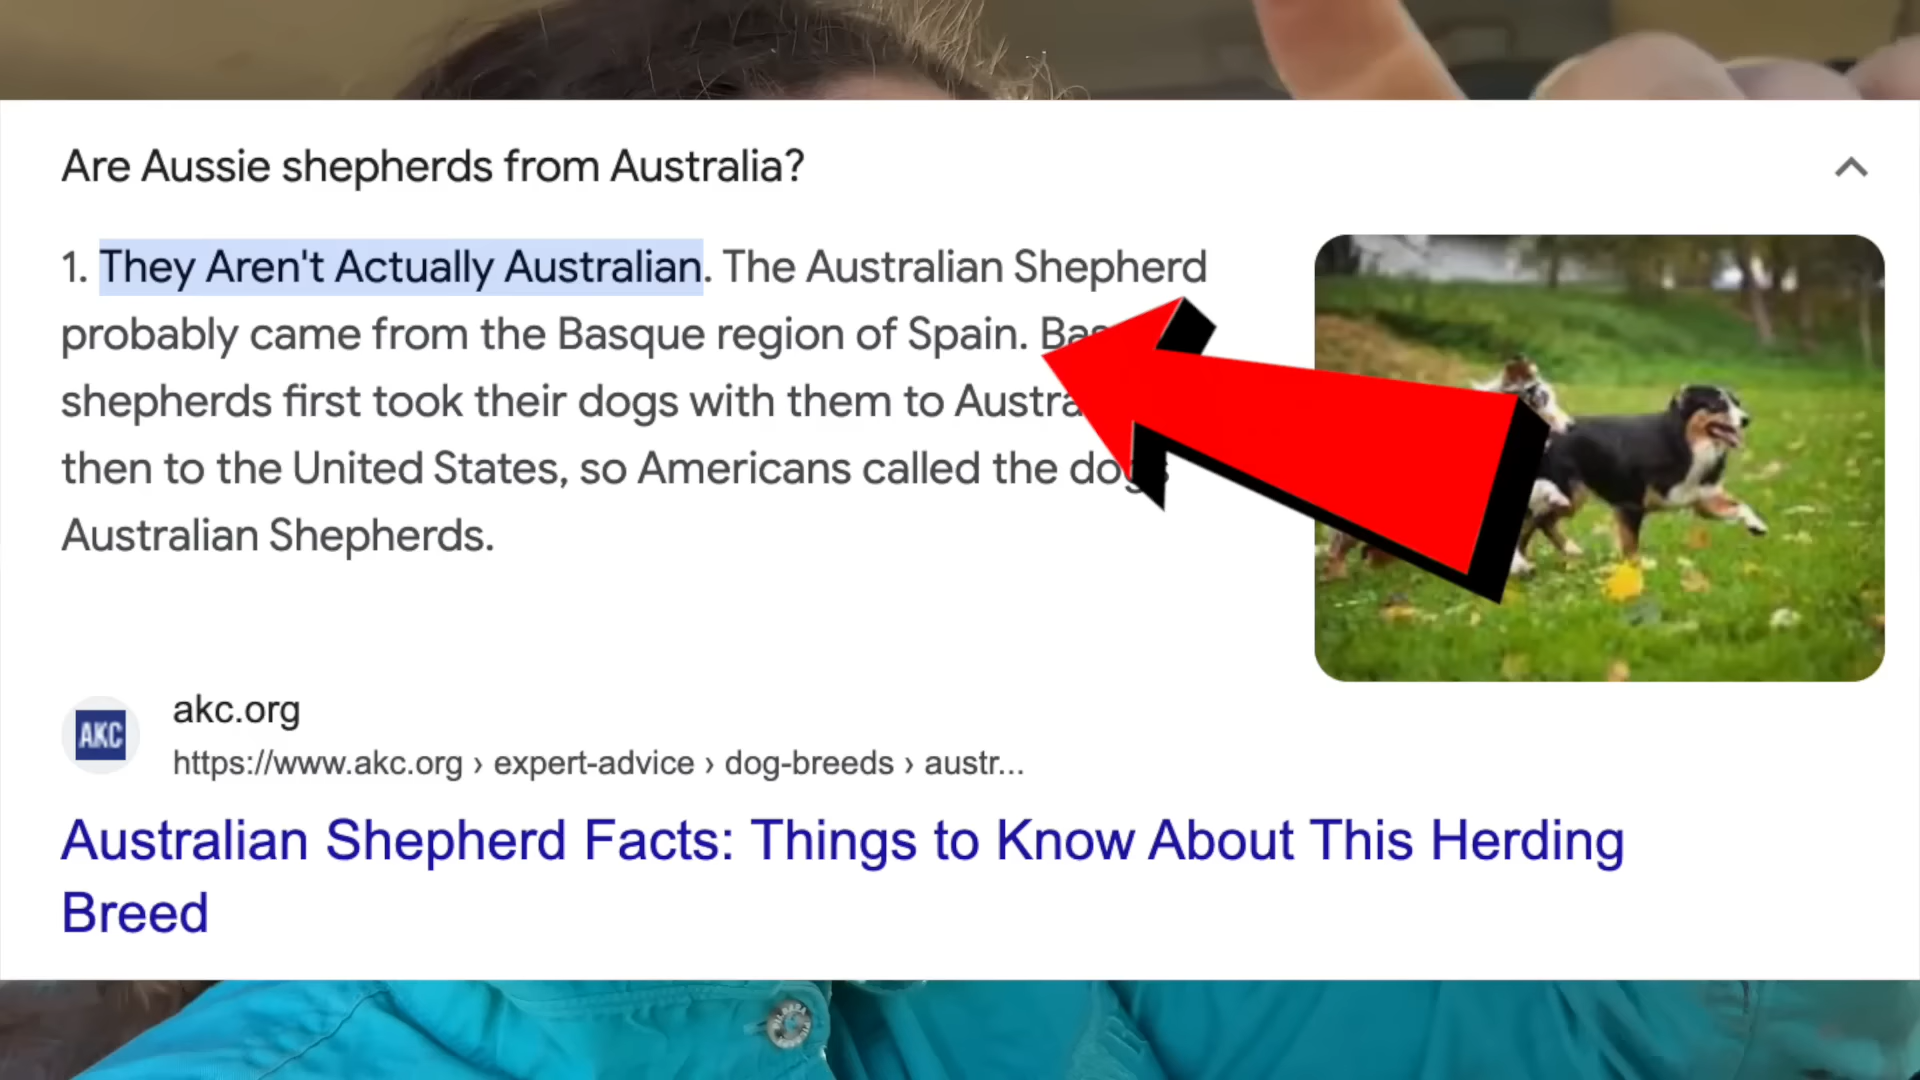 Are Aussie shepherds from Australia?
1. They Aren't Actually Australian. The Australian Shepherd
probably came from the Basque region of Spain.
shepherds first took their dogs with them to
then to the United States, so Americans called the dogs
Australian Shepherds.
AKC
akc.org
https://www.akc.org › expert-advice › dog-breeds › austr...
Australian Shepherd Facts: Things to Know About This Herding
Breed